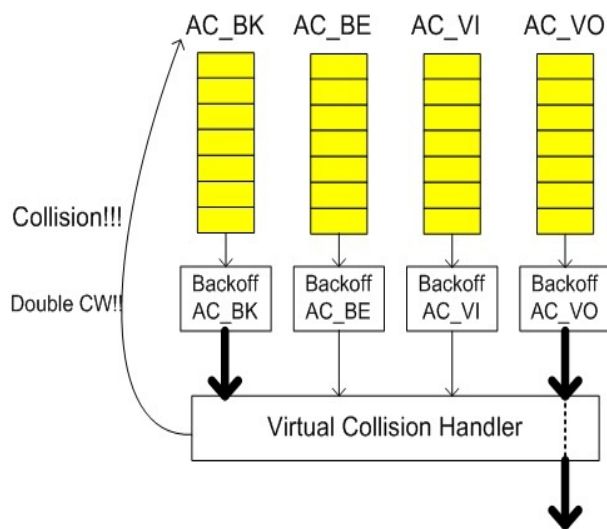 AC_BK AC_BE AC_VI AC_VO
Collision!!!
Double CW!!
Backoff AC_BK
Backoff AC_BE
Backoff AC_VI
Backoff AC_VO
Virtual Collision Handler